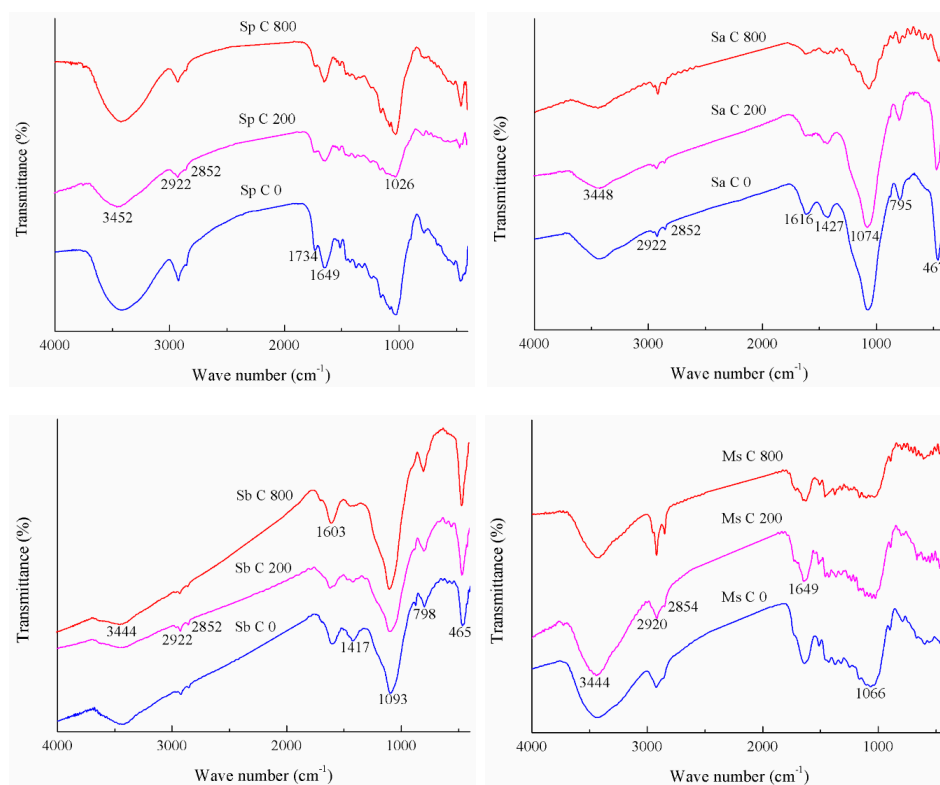 Transmittance (%)
Sp C 800
Sp C 200
3452
2922
2852
1026
Sp C 0
1734
1649
4000
3000
2000
1000
Wave number (cm⁻¹)
Transmittance (%)
Sa C 800
Sa C 200
3448
Sa C 0
2922
2852
1616
1427
1074
795
467
4000
3000
2000
1000
Wave number (cm⁻¹)
Transmittance (%)
Sb C 800
1603
Sb C 200
3444
2922
2852
Sb C 0
1417
1093
798
465
4000
3000
2000
1000
Wave number (cm⁻¹)
Transmittance (%)
Ms C 800
Ms C 200
1649
2854
2920
3444
Ms C 0
1066
4000
3000
2000
1000
Wave number (cm⁻¹)